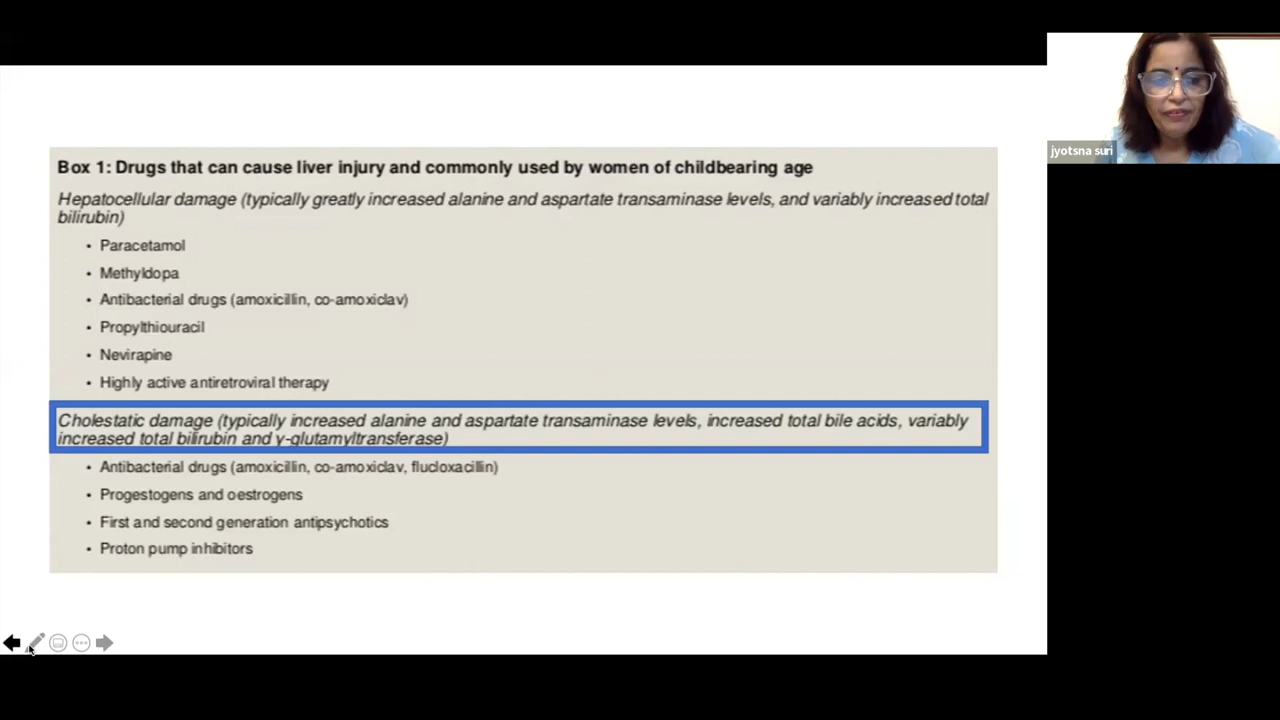 Box 1: Drugs that can cause liver injury and commonly used by women of childbearing age
Hepatocellular damage (typically greatly increased alanine and aspartate transaminase levels, and variably increased total
bilirubin)
• Paracetamol
• Methyldopa
• Antibacterial drugs (amoxicillin, co-amoxiclav)
• Propylthiouracil
• Nevirapine
• Highly active antiretroviral therapy
Cholestatic damage (typically increased alanine and aspartate transaminase levels, increased total bile acids, variably
increased total bilirubin and γ-glutamyltransferase)
• Antibacterial drugs (amoxicillin, co-amoxiclav, flucloxacillin)
• Progestogens and oestrogens
• First and second generation antipsychotics
• Proton pump inhibitors
jyotsna suri